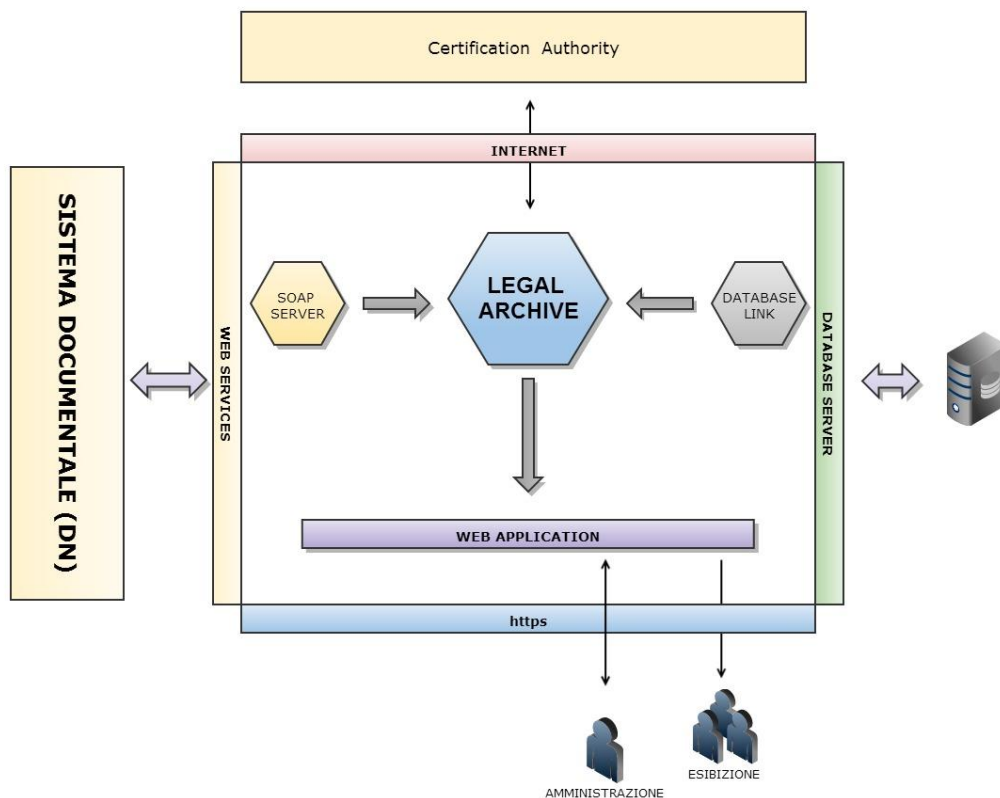 Certification Authority
INTERNET
SISTEMA DOCUMENTALE (DN)
WEB SERVICES
SOAP
SERVER
LEGAL
ARCHIVE
DATABASE
LINK
DATABASE SERVER
WEB APPLICATION
https
AMMINISTRAZIONE
ESIBIZIONE